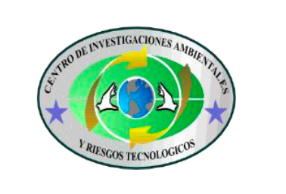 CENTRO DE INVESTIGACIONES AMBIENTALES
Y RIESGOS TECNOLOGICOS